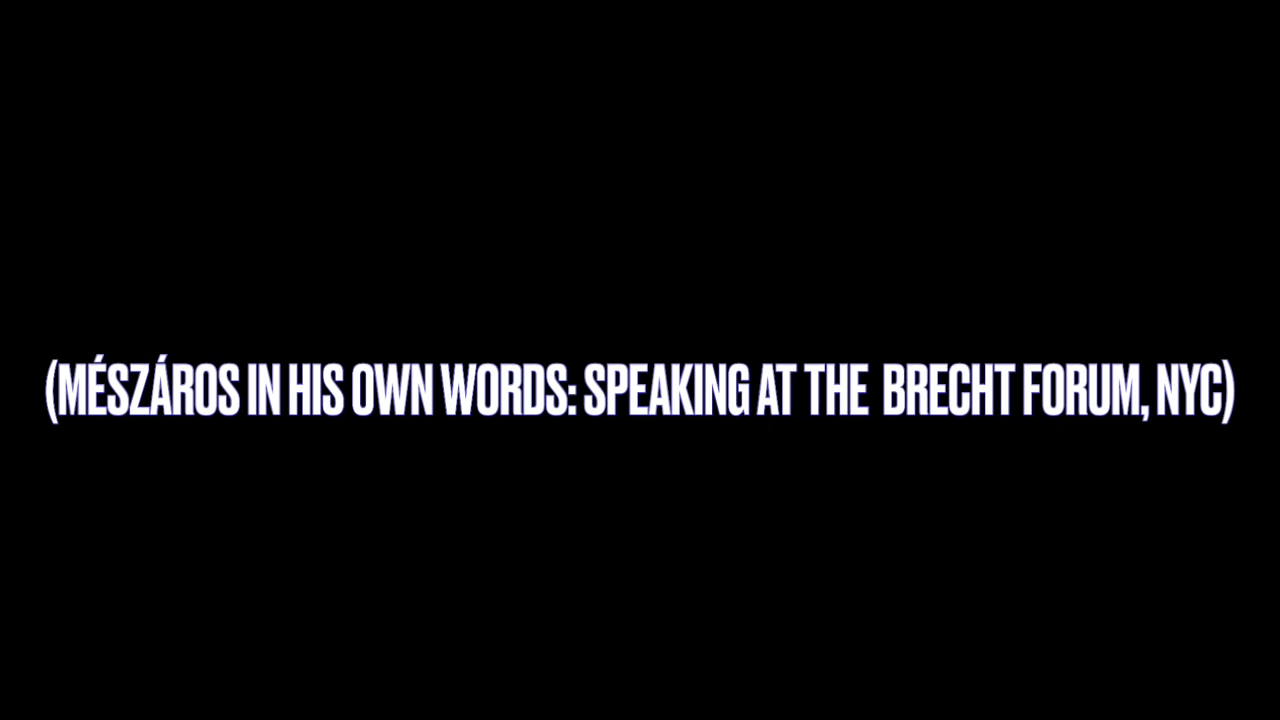 (MÉSZÁROS IN HIS OWN WORDS: SPEAKING AT THE BRECHT FORUM, NYC)